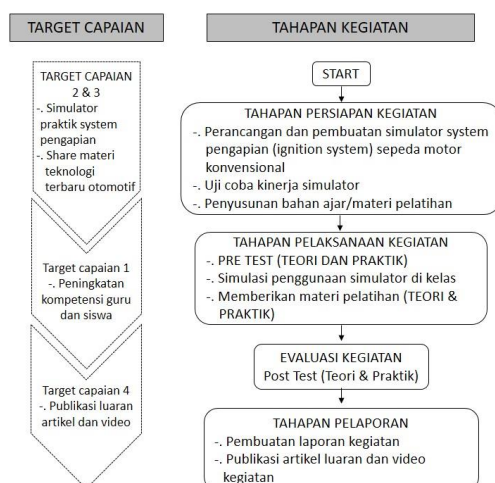 TARGET CAPAIAN
TARGET CAPAIAN
2 & 3
-. Simulator
praktik system
pengapian
-. Share materi
teknologi
terbaru otomotif
Target capaian 1
-. Peningkatan
kompetensi guru
dan siswa
Target capaian 4
-. Publikasi luaran
artikel dan video
TAHAPAN KEGIATAN
START
TAHAPAN PERSIAPAN KEGIATAN
-. Perancangan dan pembuatan simulator system
pengapian (ignition system) sepeda motor
konvensional
-. Uji coba kinerja simulator
-. Penyusunan bahan ajar/materi pelatihan
TAHAPAN PELAKSANAAN KEGIATAN
-. PRE TEST (TEORI DAN PRAKTIK)
-. Simulasi penggunaan simulator di kelas
-. Memberikan materi pelatihan (TEORI &
PRAKTIK)
EVALUASI KEGIATAN
Post Test (Teori & Praktik)
TAHAPAN PELAPORAN
-. Pembuatan laporan kegiatan
-. Publikasi artikel luaran dan video
kegiatan